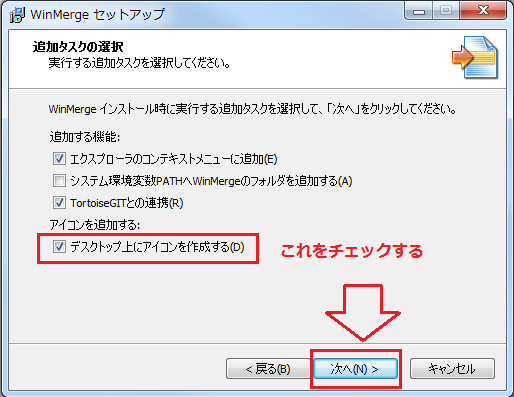 WinMerge セットアップ
追加タスクの選択
実行する追加タスクを選択してください。
WinMerge インストール時に実行する追加タスクを選択して、「次へ」をクリックしてください。
追加する機能:
エクスプローラのコンテキストメニューに追加(E)
システム環境変数PATHへWinMergeのフォルダを追加する(A)
TortoiseGITとの連携(R)
アイコンを追加する:
デスクトップ上にアイコンを作成する(D)
これをチェックする
< 戻る(B)
次へ(N) >
キャンセル